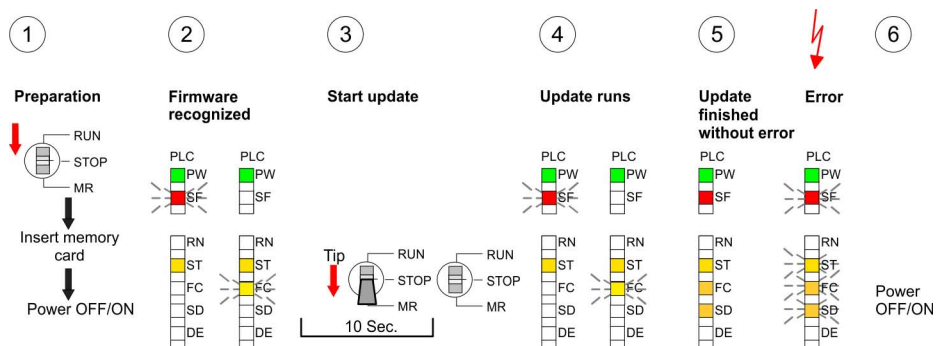 1
Preparation
RUN
STOP
MR
Insert memory
card
Power OFF/ON
2
Firmware
recognized
PLC
PW
SF
RN
ST
FC
SD
DE
PLC
PW
SF
RN
ST
FC
SD
DE
3
Start update
Tip
RUN
STOP
MR
RUN
STOP
MR
10 Sec.
4
Update runs
PLC
PW
SF
RN
ST
FC
SD
DE
PLC
PW
SF
RN
ST
FC
SD
DE
5
Update
finished
without error
PLC
PW
SF
RN
ST
FC
SD
DE
Error
PLC
PW
SF
RN
ST
FC
SD
DE
6
Power
OFF/ON